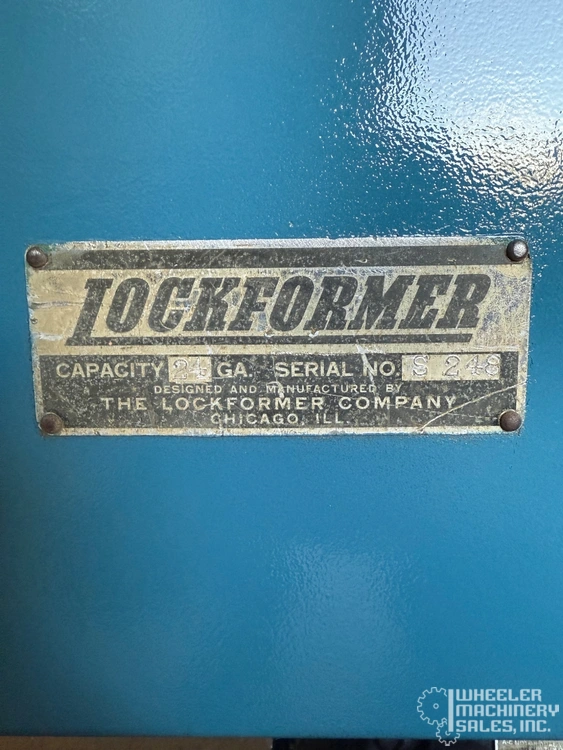 LOCKFORMER
CAPACITY 24 GA. SERIAL NO. S 248
DESIGNED AND MANUFACTURED BY
THE LOCKFORMER COMPANY
CHICAGO, ILL.
WHEELER
MACHINERY
SALES, INC.